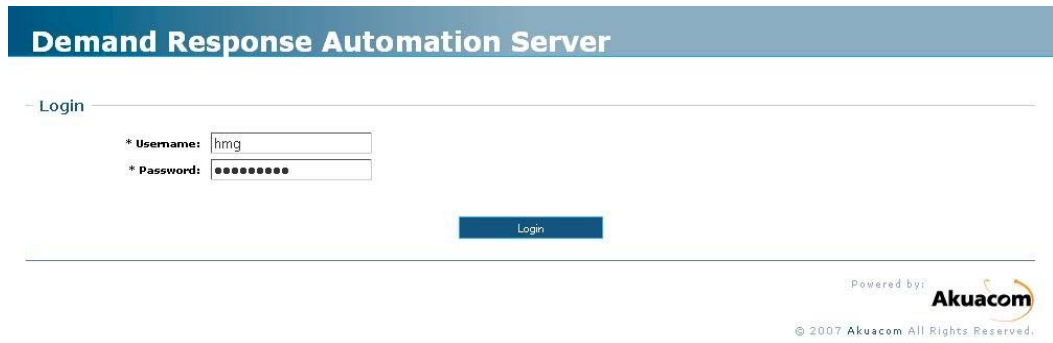 Demand Response Automation Server
Login
* Username: hmg
* Password: ●●●●●●●●●
Login
Powered by:
Akuacom
© 2007 Akuacom All Rights Reserved.